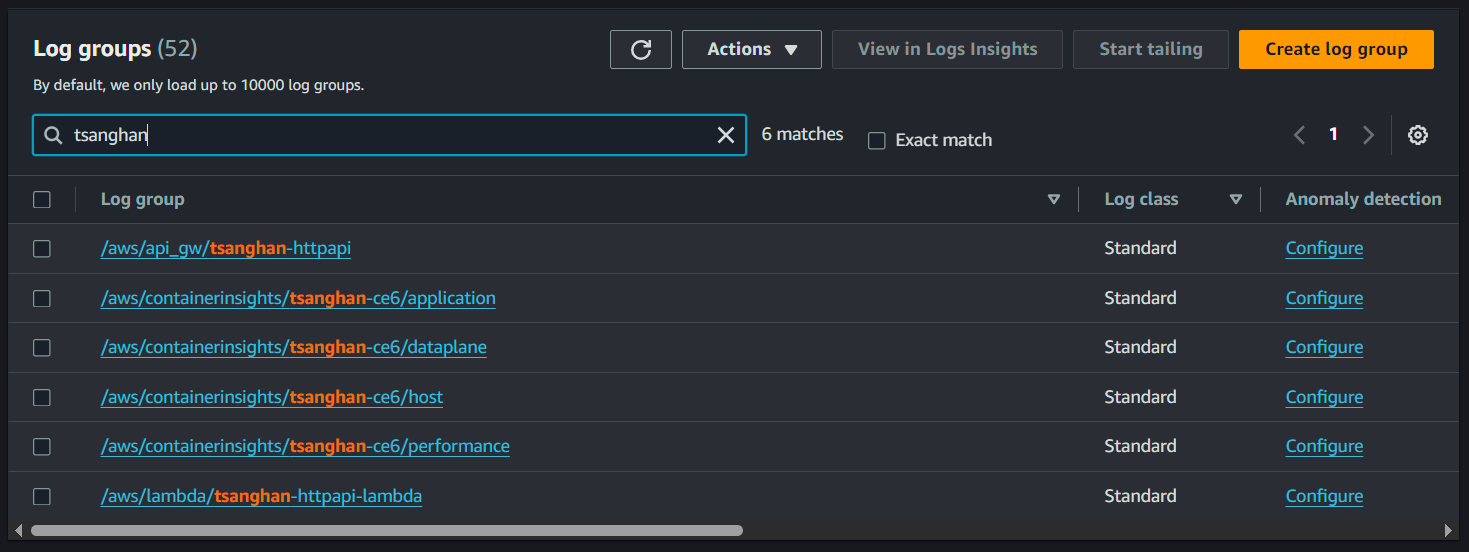 Log groups (52)
Actions
View in Logs Insights
Start tailing
Create log group
By default, we only load up to 10000 log groups.
tsanghan
6 matches
Exact match
1
Log group
Log class
Anomaly detection
/aws/api_gw/tsanghan-httpapi
Standard
Configure
/aws/containerinsights/tsanghan-ce6/application
Standard
Configure
/aws/containerinsights/tsanghan-ce6/dataplane
Standard
Configure
/aws/containerinsights/tsanghan-ce6/host
Standard
Configure
/aws/containerinsights/tsanghan-ce6/performance
Standard
Configure
/aws/lambda/tsanghan-httpapi-lambda
Standard
Configure